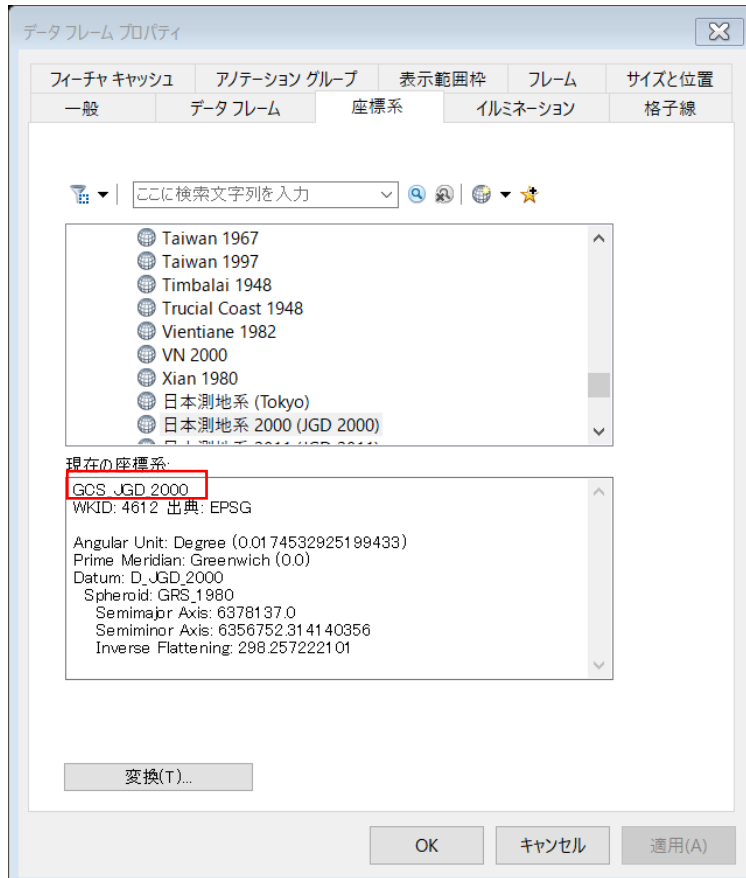 データ フレーム プロパティ
フィーチャ キャッシュ アノテーション グループ 表示範囲枠 フレーム サイズと位置
一般 データ フレーム 座標系 イルミネーション 格子線
ここに検索文字列を入力
Taiwan 1967
Taiwan 1997
Timbalai 1948
Trucial Coast 1948
Vientiane 1982
VN 2000
Xian 1980
日本測地系 (Tokyo)
日本測地系 2000 (JGD 2000)
日本測地系 2011 (JGD 2011)
現在の座標系:
GCS_JGD_2000
WKID: 4612 出典: EPSG
Angular Unit: Degree (0.0174532925199433)
Prime Meridian: Greenwich (0.0)
Datum: D_JGD_2000
Spheroid: GRS_1980
Semimajor Axis: 6378137.0
Semiminor Axis: 6356752.314140356
Inverse Flattening: 298.257222101
変換(T)...
OK キャンセル 適用(A)